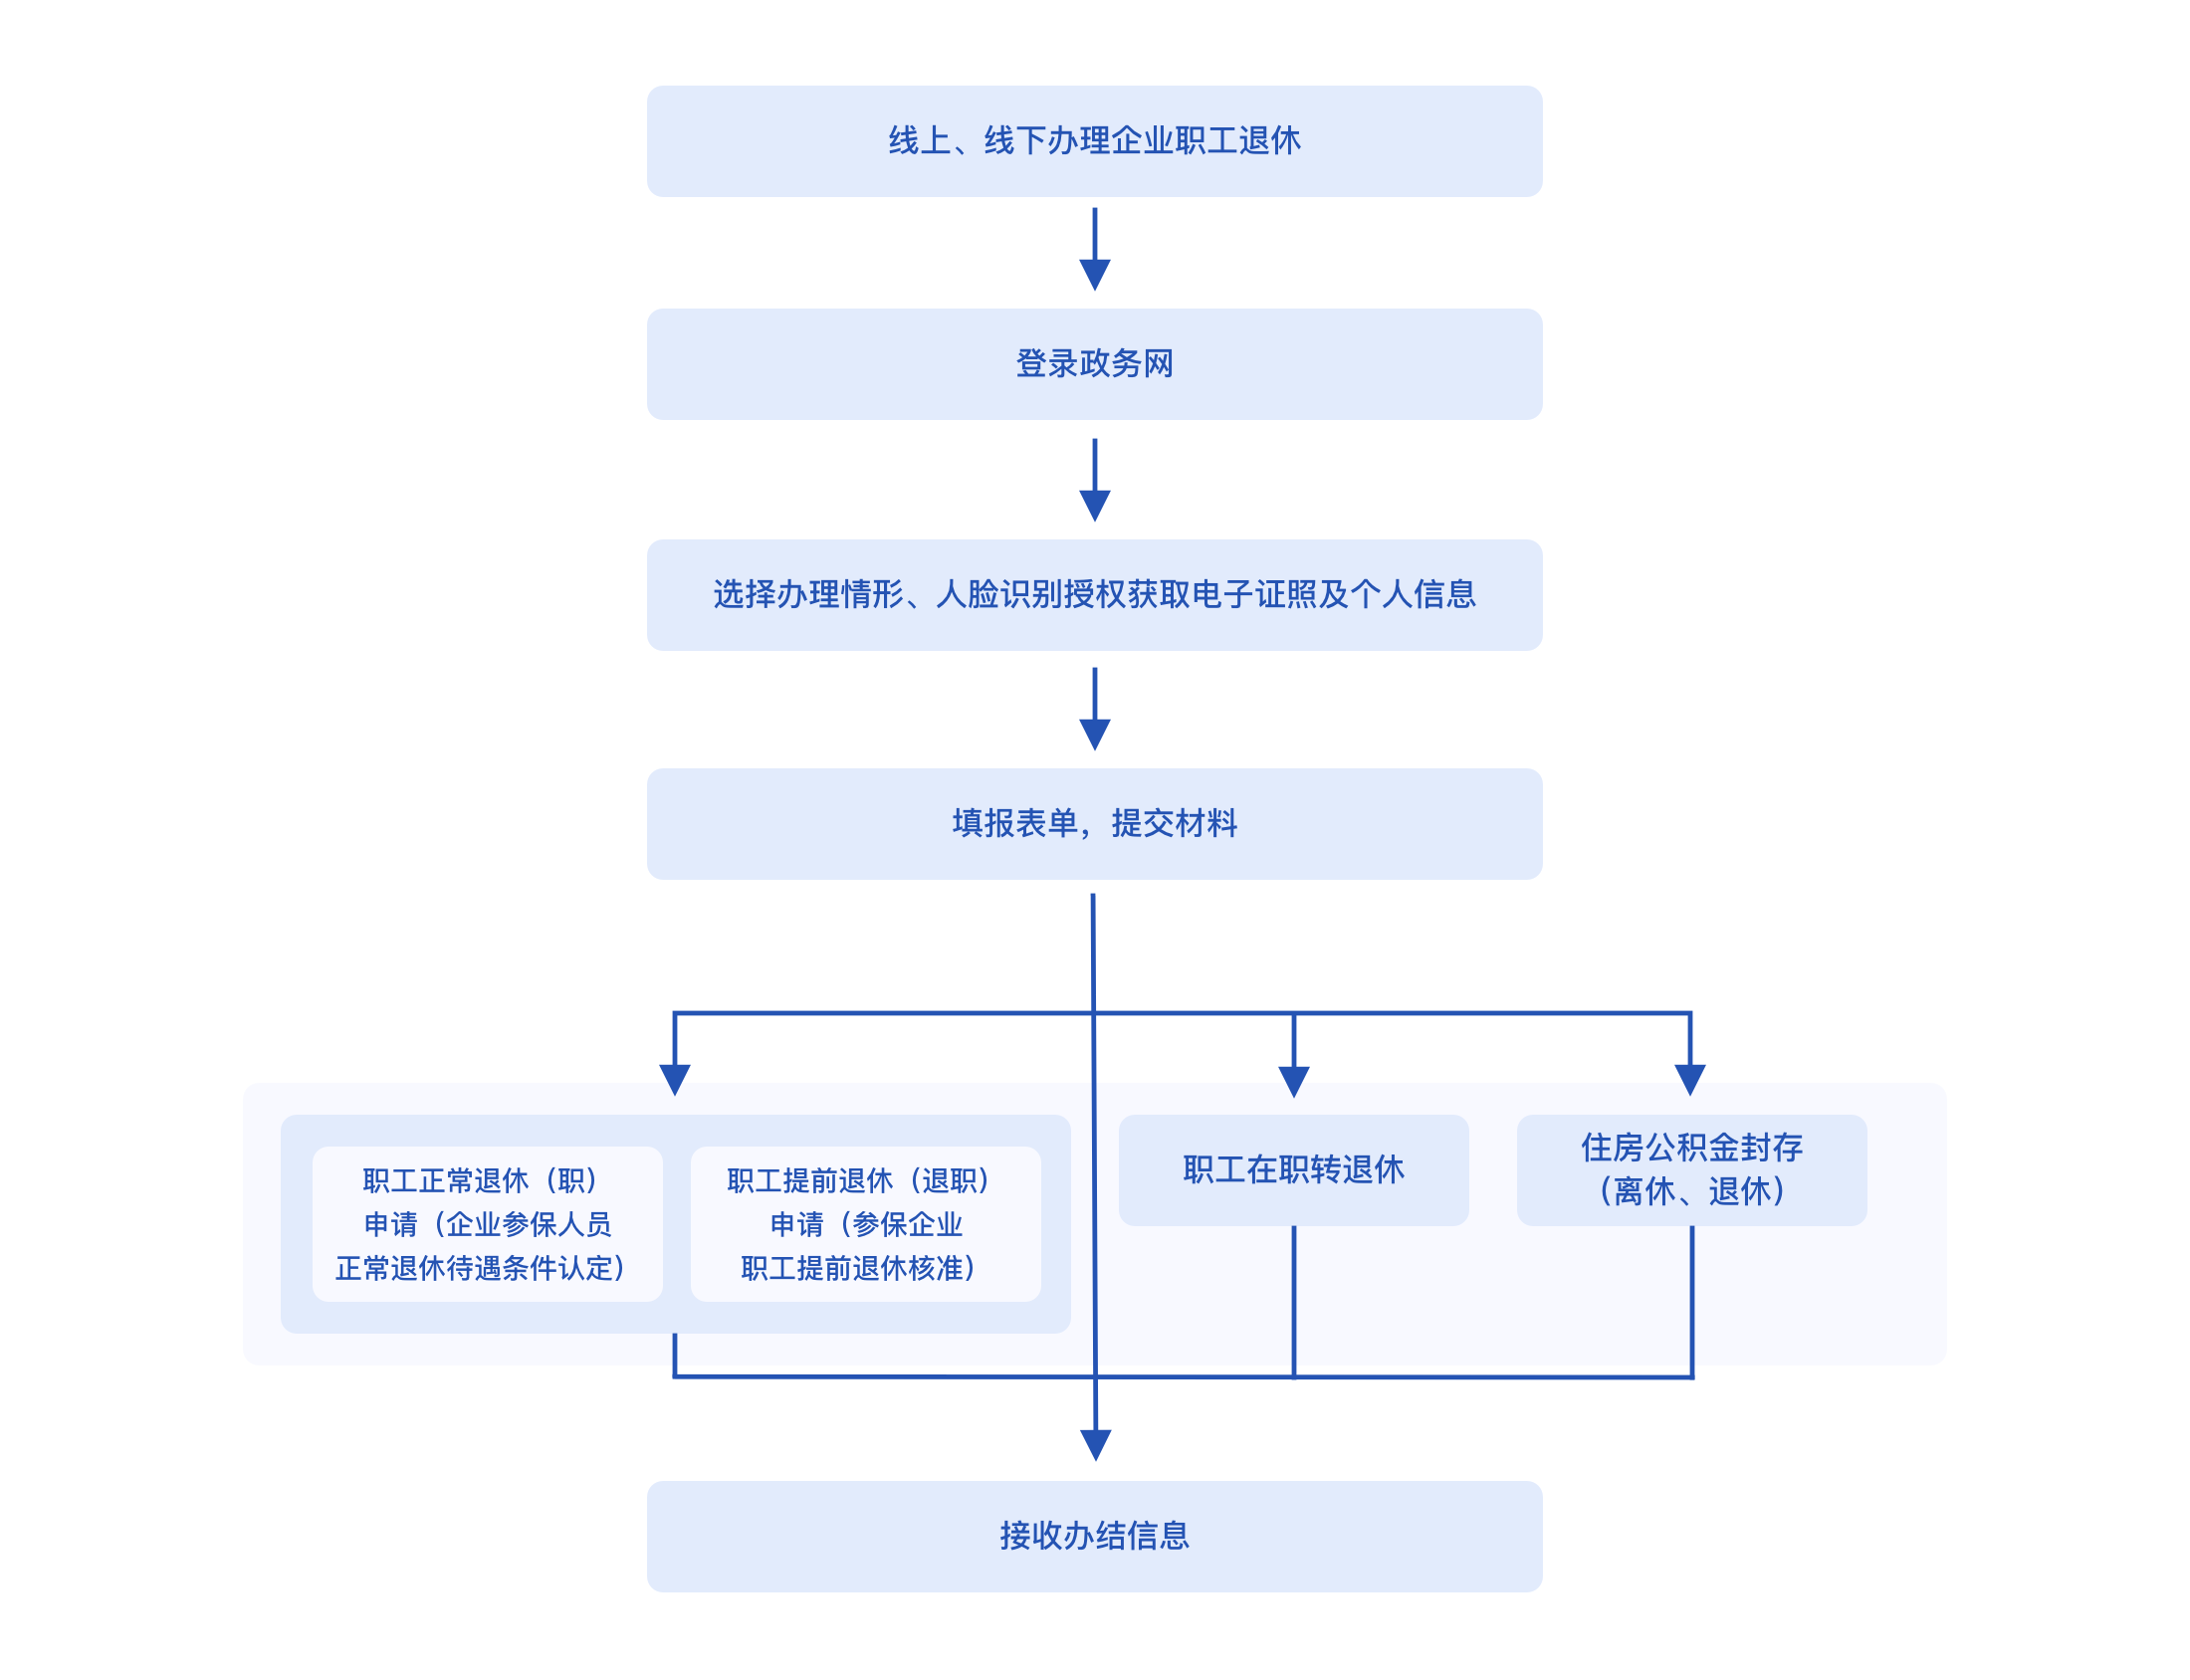 线上、线下办理企业职工退休
登录政务网
选择办理情形、人脸识别授权获取电子证照及个人信息
填报表单，提交材料
职工正常退休（职）
申请（企业参保人员
正常退休待遇条件认定）
职工提前退休（退职）
申请（参保企业
职工提前退休核准）
职工在职转退休
住房公积金封存
（离休、退休）
接收办结信息